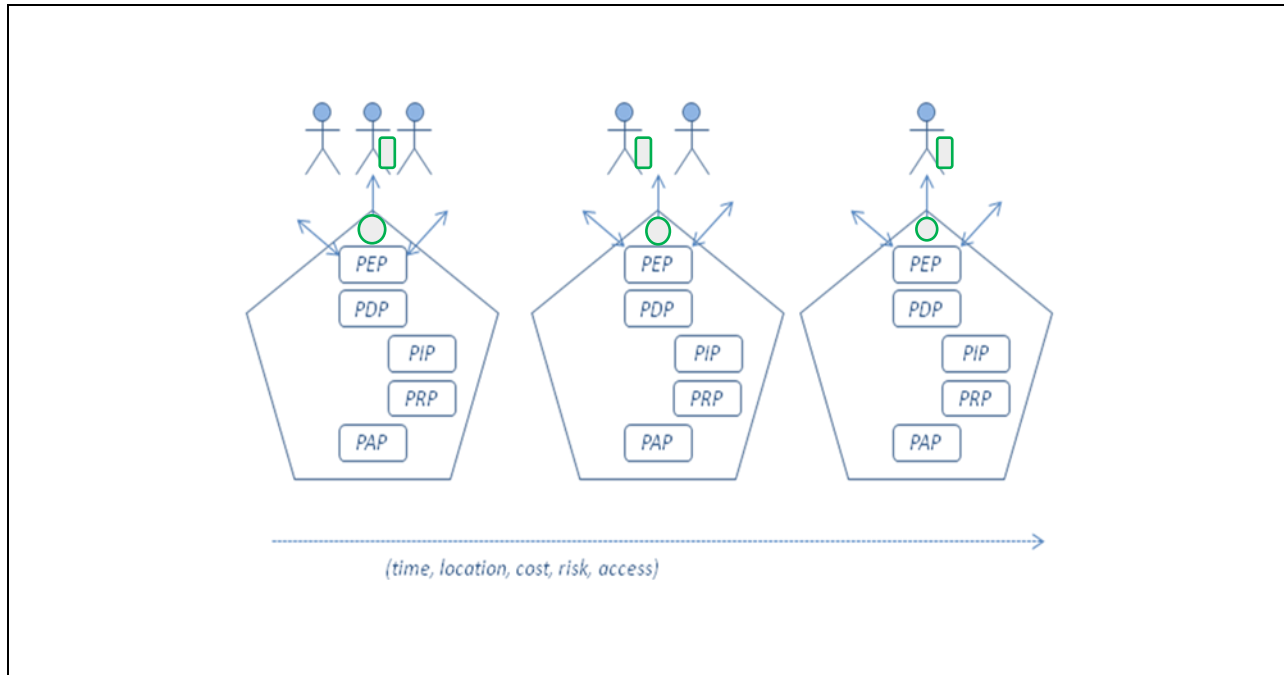 PEP PEP PEP
PDP PDP PDP
PIP PIP PIP
PRP PRP PRP
PAP PAP PAP
(time, location, cost, risk, access)